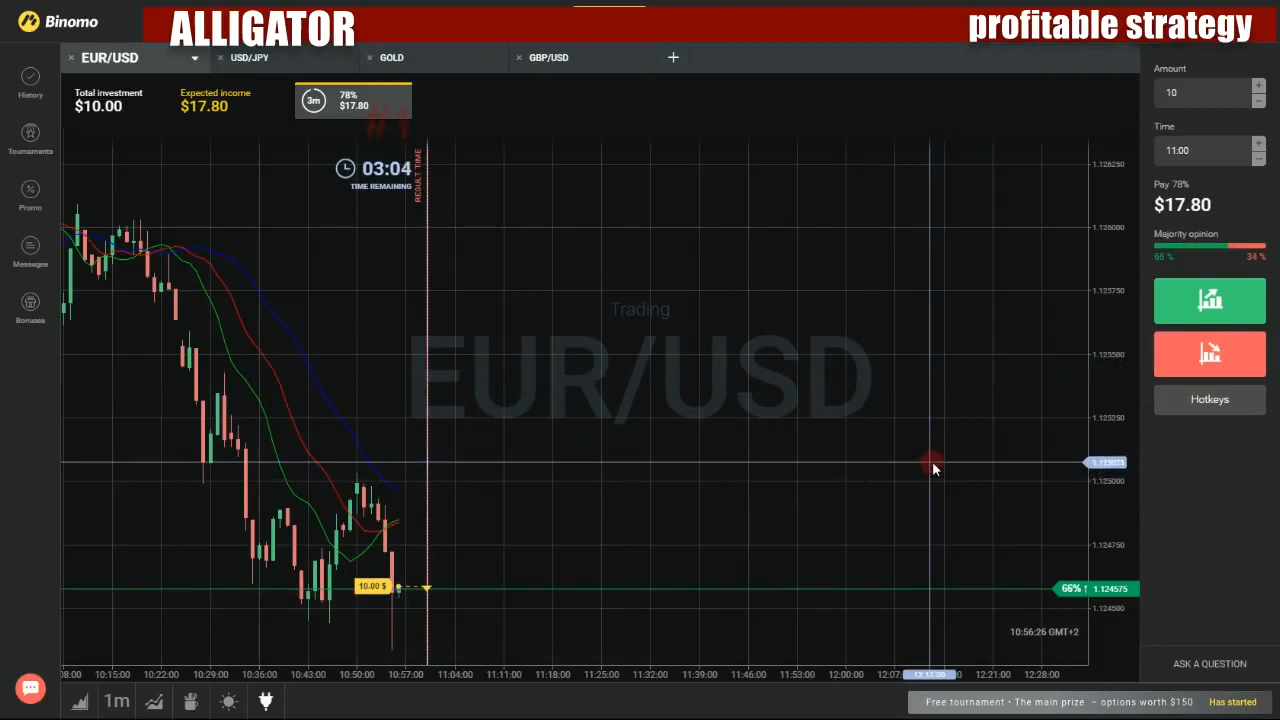 Binomo
ALLIGATOR
profitable strategy
× EUR/USD
× USD/JPY
× GOLD
× GBP/USD
+
Total investment
$10.00
Expected income
$17.80
3m
78%
$17.80
#1
03:04
TIME REMAINING
RESULT TIME
History
Tournaments
Promo
Messages
Bonuses
Trading
EUR/USD
1.126250
1.126000
1.125750
1.125500
1.125250
1.125000
1.124750
66% ↑ 1.124575
1.124500
10.00 $
10:56:26 GMT+2
10:15:00
10:22:00
10:29:00
10:36:00
10:43:00
10:50:00
10:57:00
11:04:00
11:11:00
11:18:00
11:25:00
11:32:00
11:39:00
11:46:00
11:53:00
12:00:00
12:21:00
12:28:00
Amount
10
+
−
Time
11:00
+
−
Pay 78%
$17.80
Majority opinion
66 %
34 %
Hotkeys
ASK A QUESTION
1m
Free tournament • The main prize – options worth $150 Has started